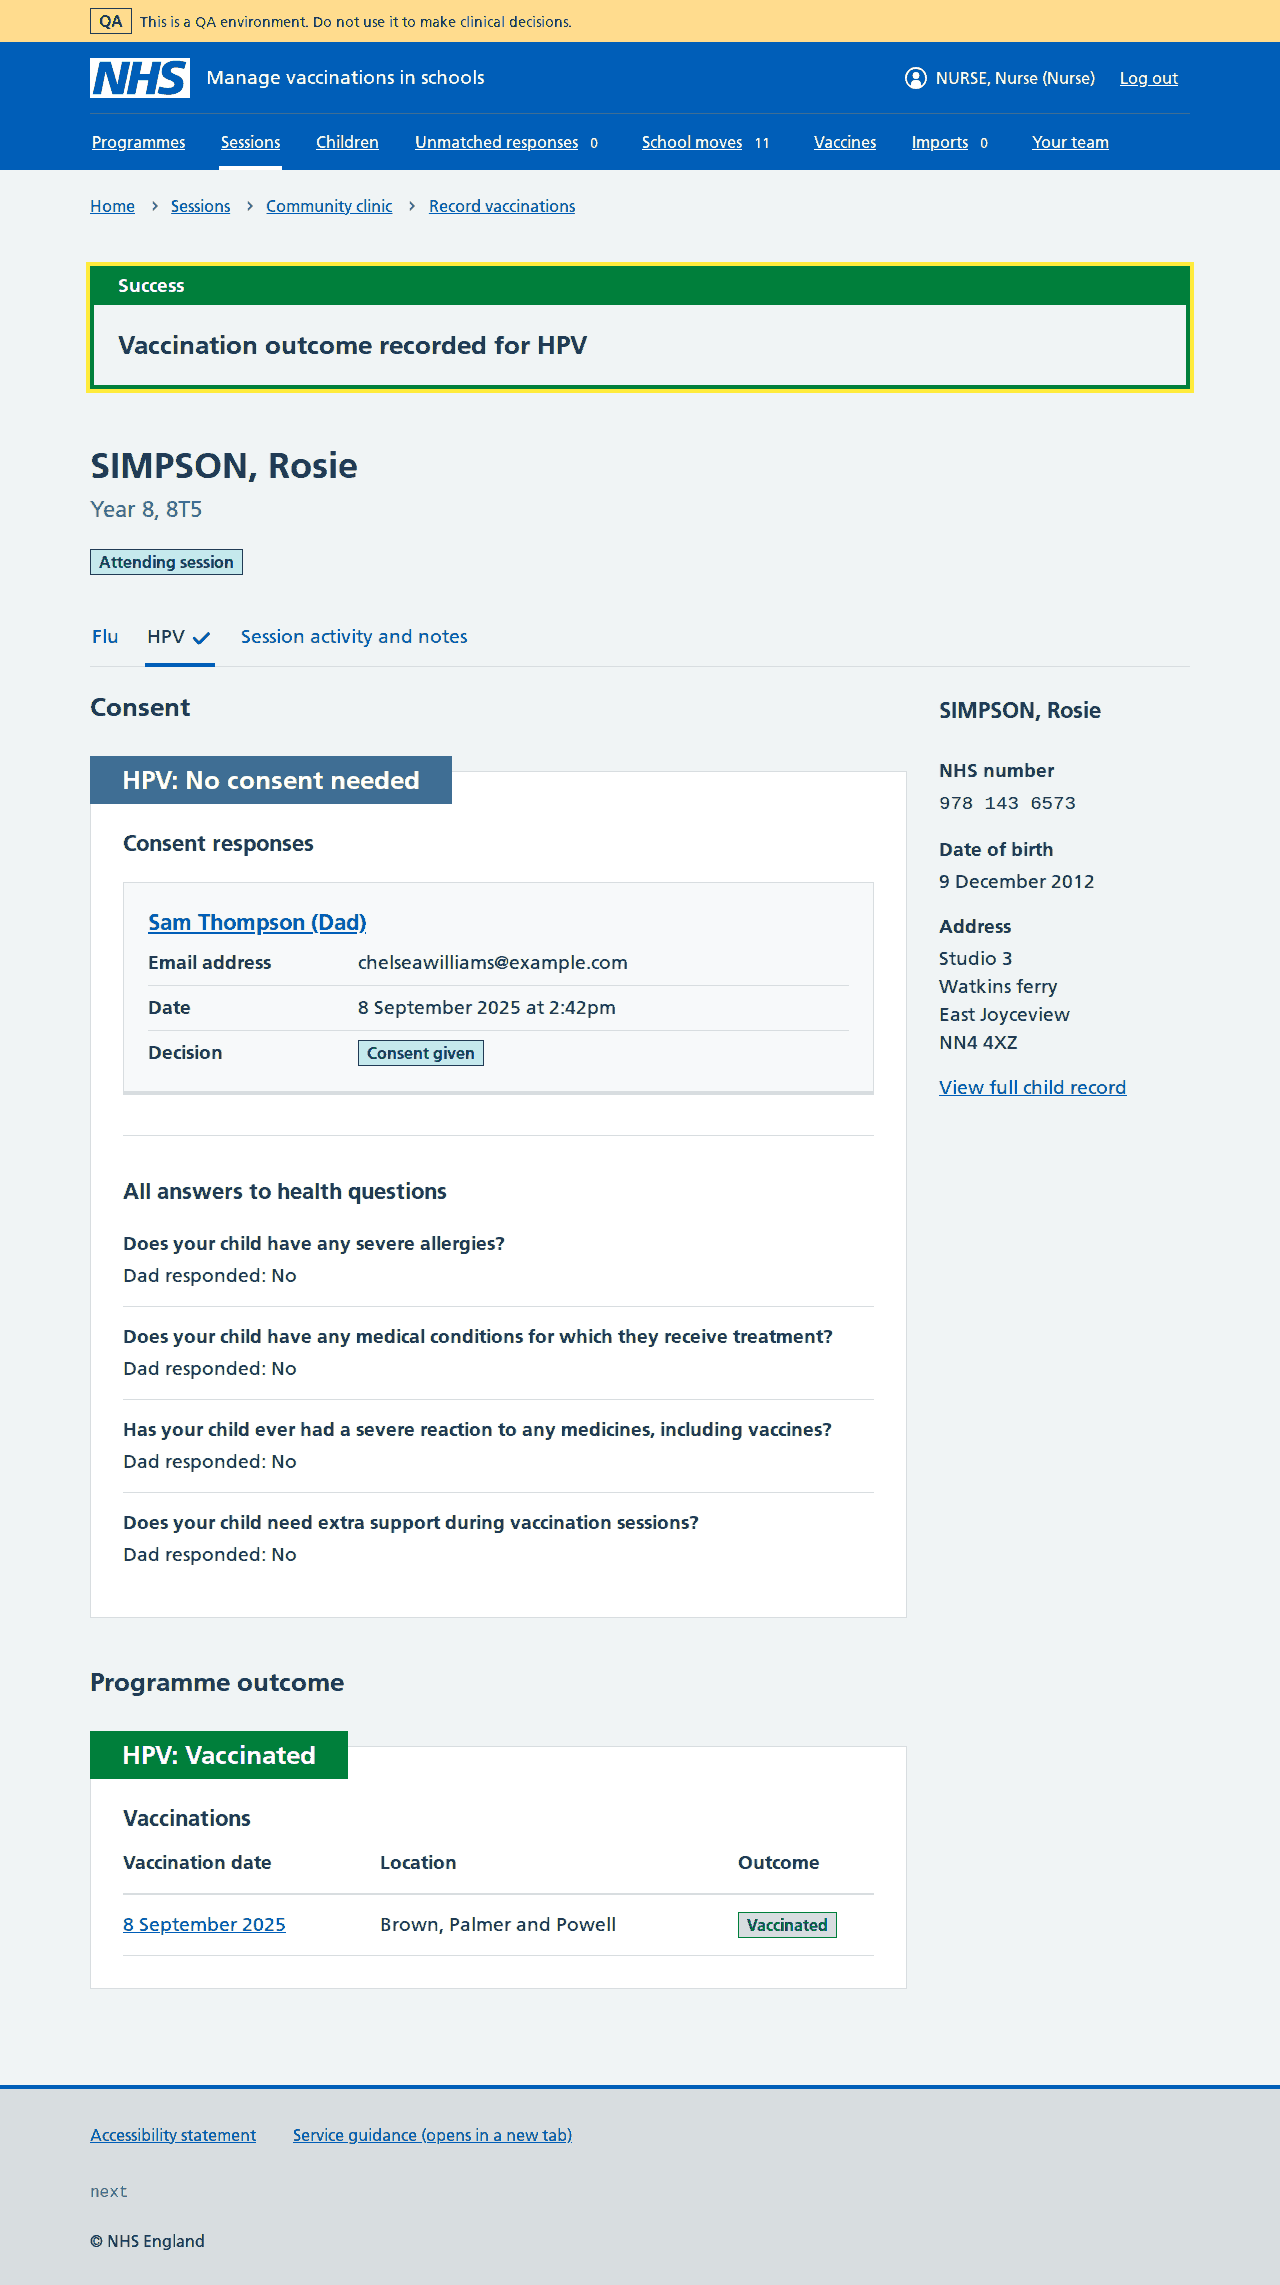 QA This is a QA environment. Do not use it to make clinical decisions.
NHS Manage vaccinations in schools NURSE, Nurse (Nurse) Log out
Programmes Sessions Children Unmatched responses 0 School moves 11 Vaccines Imports 0 Your team
Home Sessions Community clinic Record vaccinations
Success
Vaccination outcome recorded for HPV
SIMPSON, Rosie
Year 8, 8T5
Attending session
Flu HPV Session activity and notes
Consent
HPV: No consent needed
Consent responses
Sam Thompson (Dad)
Email address chelseawilliams@example.com
Date 8 September 2025 at 2:42pm
Decision Consent given
All answers to health questions
Does your child have any severe allergies?
Dad responded: No
Does your child have any medical conditions for which they receive treatment?
Dad responded: No
Has your child ever had a severe reaction to any medicines, including vaccines?
Dad responded: No
Does your child need extra support during vaccination sessions?
Dad responded: No
SIMPSON, Rosie
NHS number
978 143 6573
Date of birth
9 December 2012
Address
Studio 3
Watkins ferry
East Joyceview
NN4 4XZ
View full child record
Programme outcome
HPV: Vaccinated
Vaccinations
Vaccination date Location Outcome
8 September 2025 Brown, Palmer and Powell Vaccinated
Accessibility statement Service guidance (opens in a new tab)
next
© NHS England